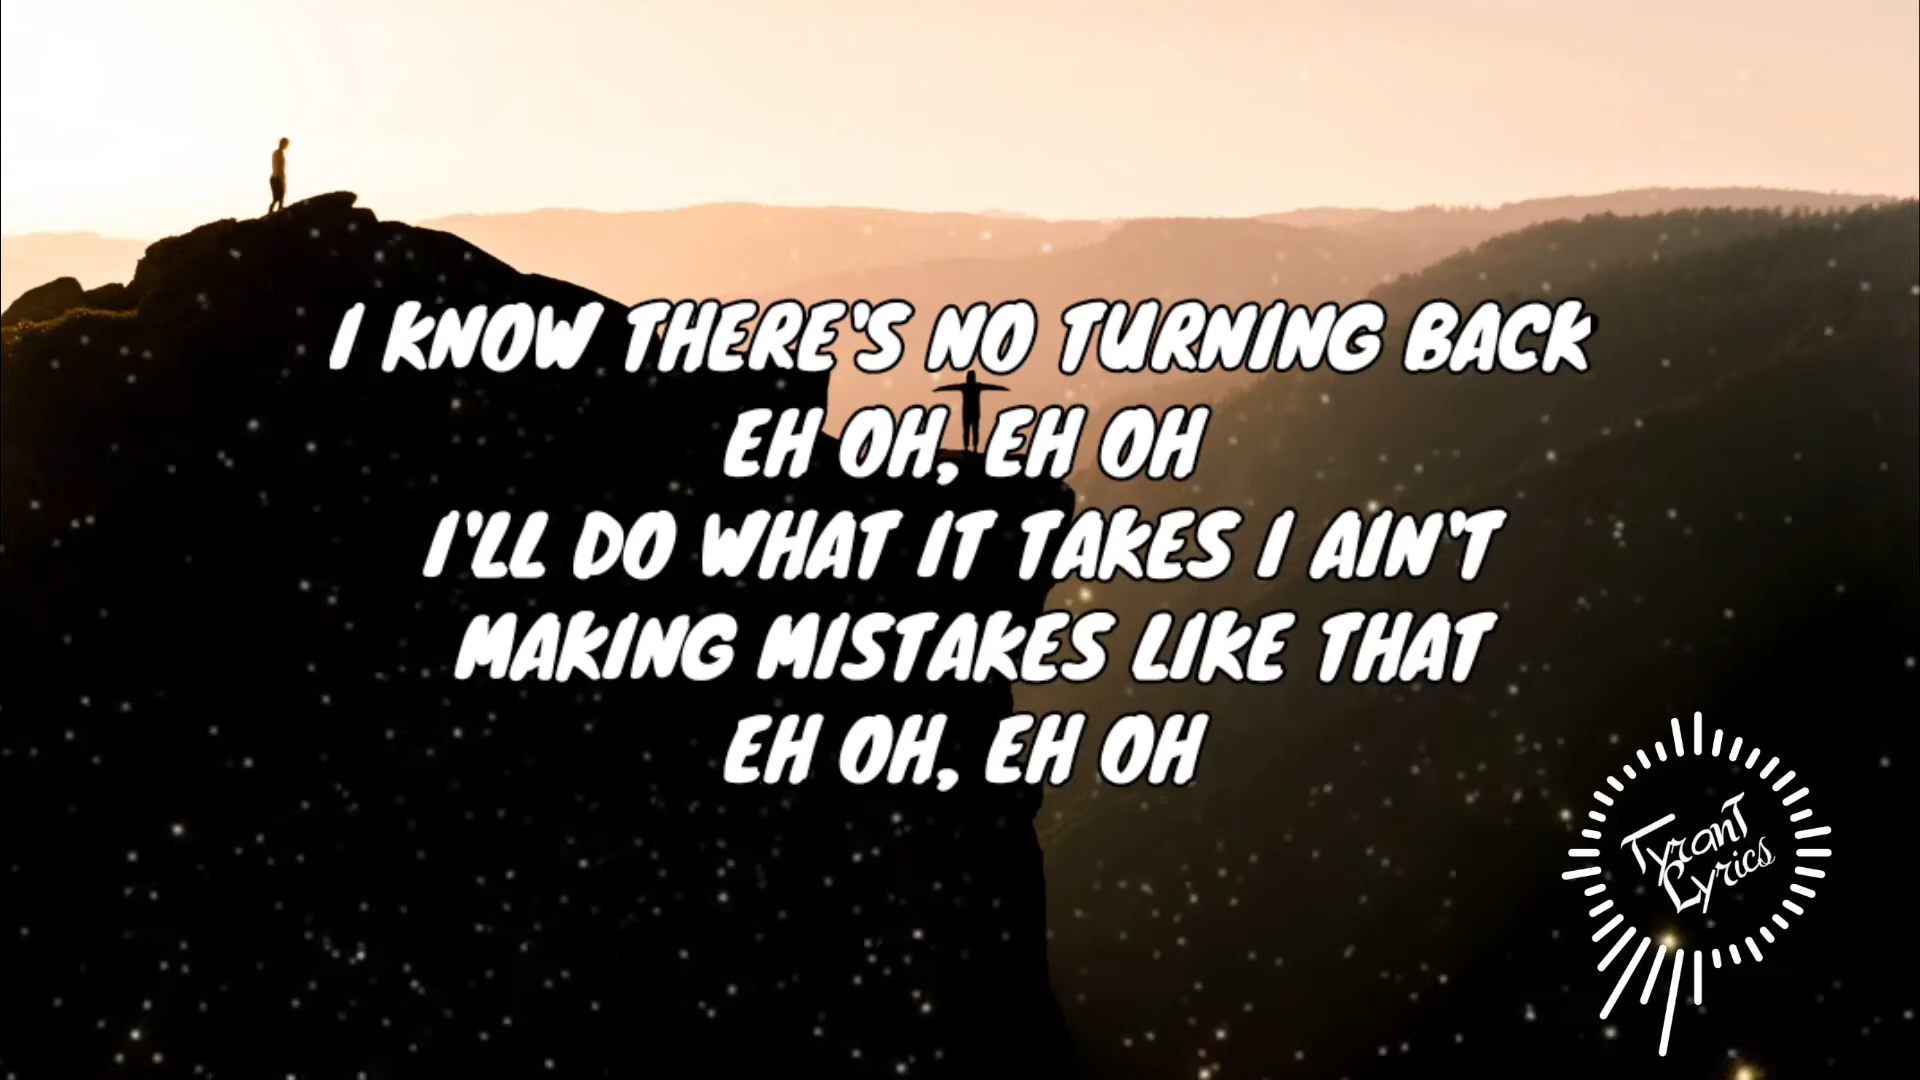 I KNOW THERE'S NO TURNING BACK
EH OH, EH OH
I'LL DO WHAT IT TAKES I AIN'T
MAKING MISTAKES LIKE THAT
EH OH, EH OH
TyranT
Lyrics